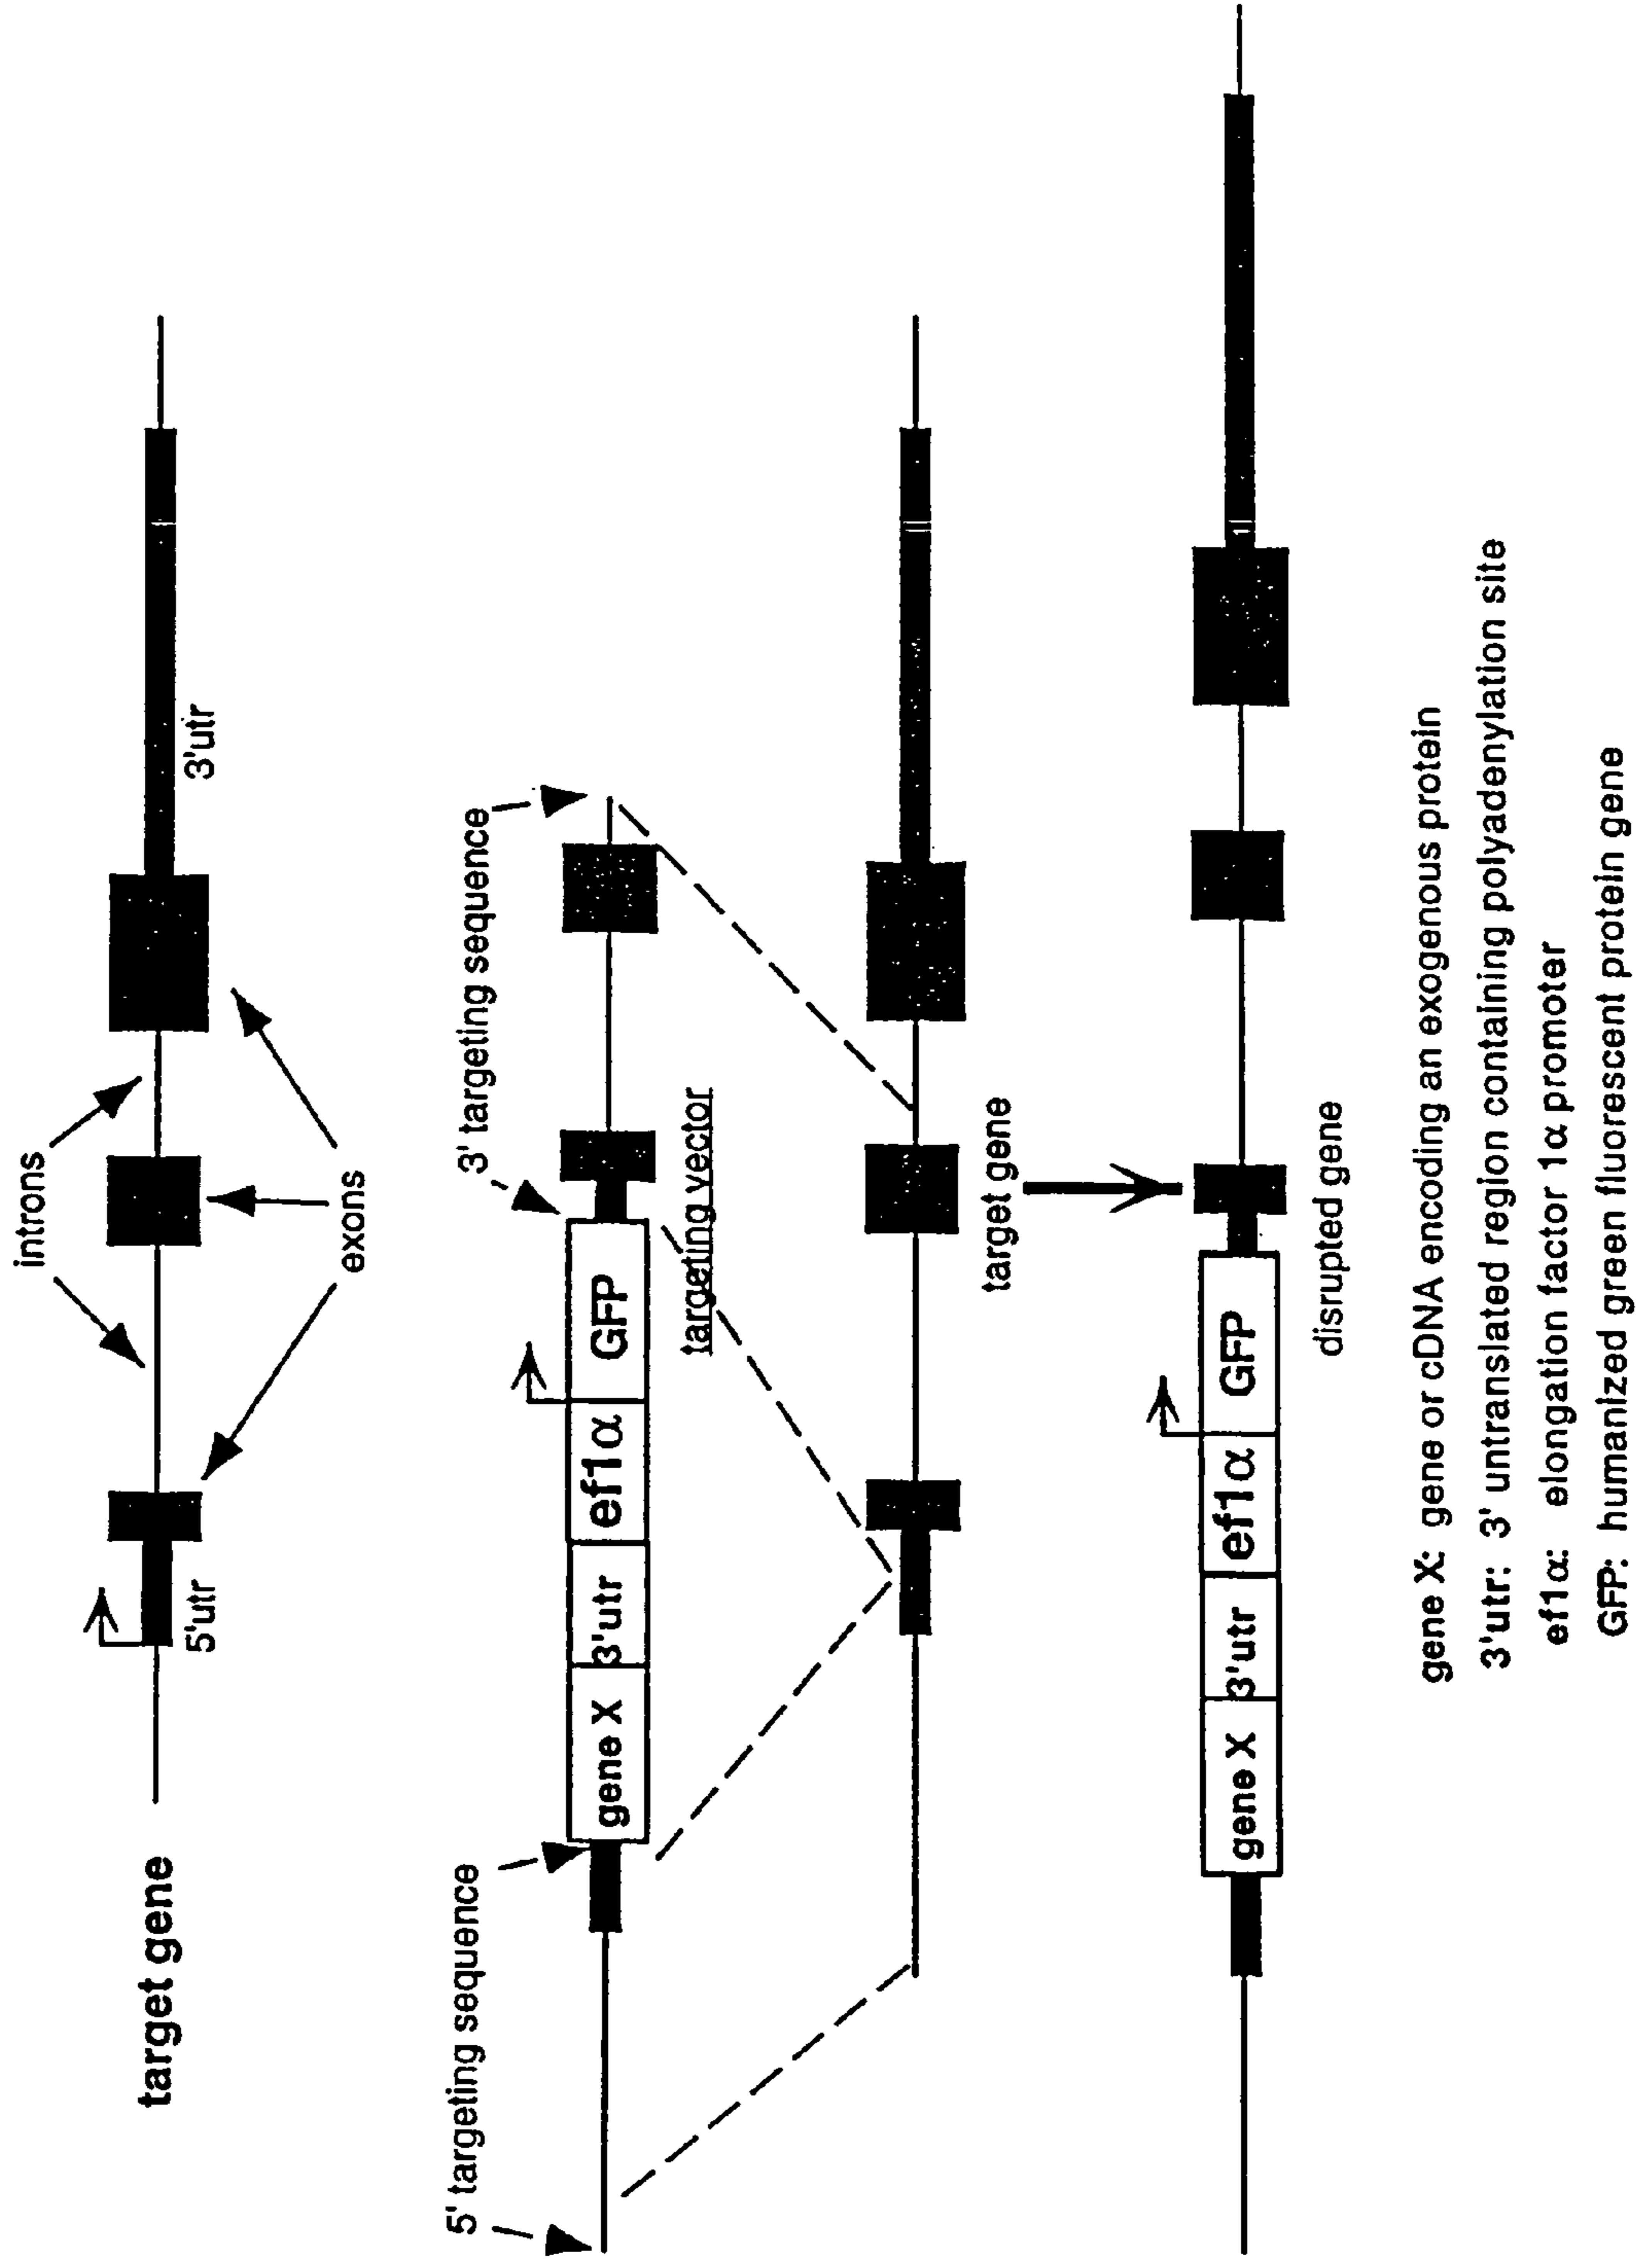 introns
target gene
5'utr
exons
3'utr
5' targeting sequence
3' targeting sequence
gene X 3'utr ef1α GFP
targeting vector
target gene
gene X 3'utr ef1α GFP
disrupted gene
gene X: gene or cDNA encoding an exogenous protein
3'utr: 3' untranslated region containing polyadenylation site
ef1α: elongation factor 1α promoter
GFP: humanized green fluorescent protein gene